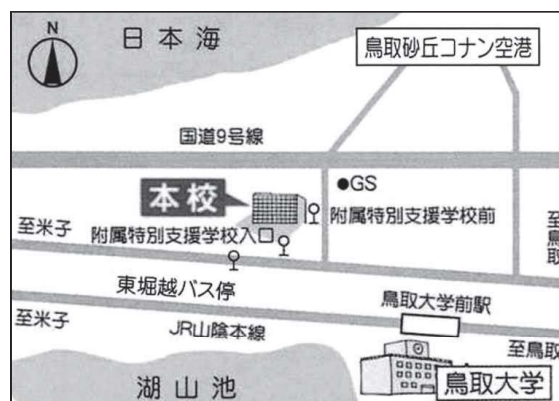 N
日本海
鳥取砂丘コナン空港
国道9号線
本校
●GS
附属特別支援学校前
至米子
附属特別支援学校入口
至鳥取
東堀越バス停
鳥取大学前駅
至米子
JR山陰本線
至鳥取
湖山池
鳥取大学